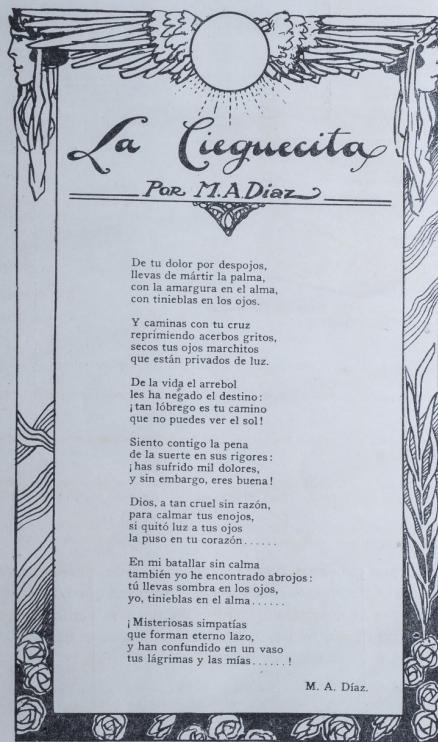 La Cieguecita
Por M. A Diaz
De tu dolor por despojos,
llevas de mártir la palma,
con la amargura en el alma,
con tinieblas en los ojos.
Y caminas con tu cruz
reprimiendo acerbos gritos,
secos tus ojos marchitos
que están privados de luz.
De la vida el arrebol
les ha negado el destino:
¡tan lóbrego es tu camino
que no puedes ver el sol!
Siento contigo la pena
de la suerte en sus rigores:
¡has sufrido mil dolores,
y sin embargo, eres buena!
Dios, a tan cruel sin razón,
para calmar tus enojos,
si quitó luz a tus ojos
la puso en tu corazón......
En mi batallar sin calma
también yo he encontrado abrojos:
tú llevas sombra en los ojos,
yo, tinieblas en el alma......
¡Misteriosas simpatías
que forman eterno lazo,
y han confundido en un vaso
tus lágrimas y las mías......!
M. A. Díaz.